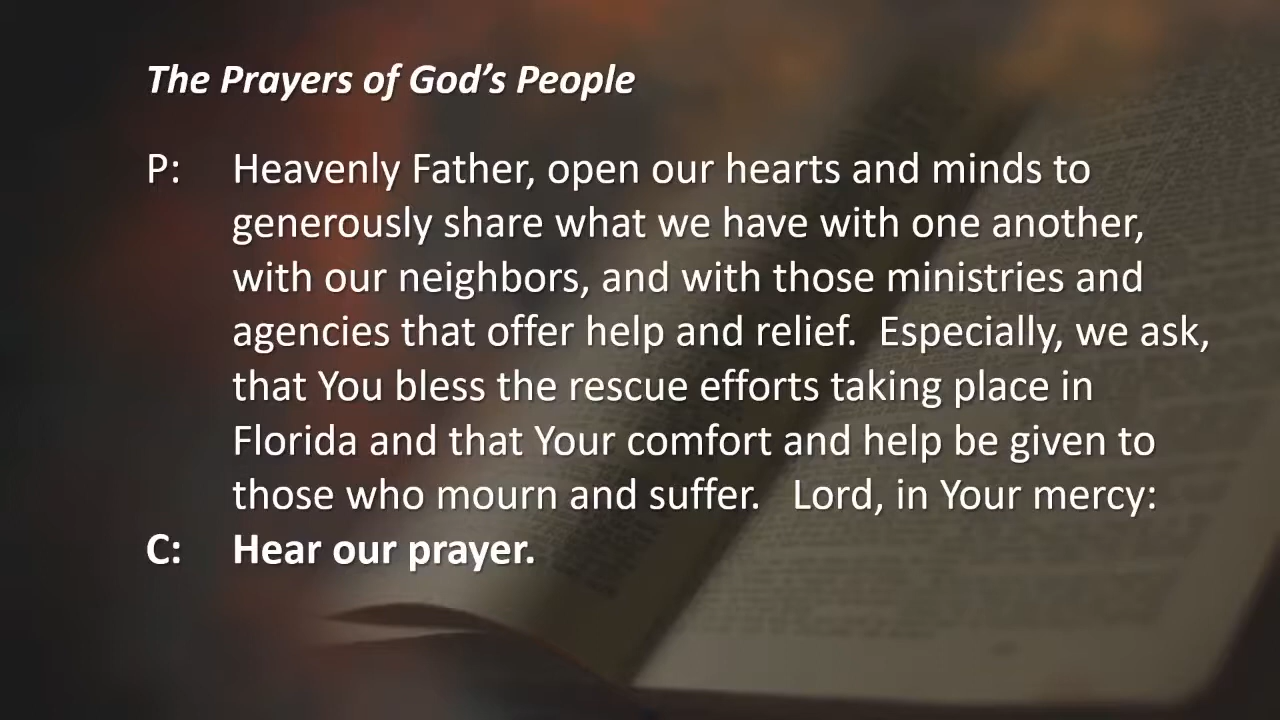 The Prayers of God’s People
P: Heavenly Father, open our hearts and minds to
generously share what we have with one another,
with our neighbors, and with those ministries and
agencies that offer help and relief.  Especially, we ask,
that You bless the rescue efforts taking place in
Florida and that Your comfort and help be given to
those who mourn and suffer.   Lord, in Your mercy:
C: Hear our prayer.